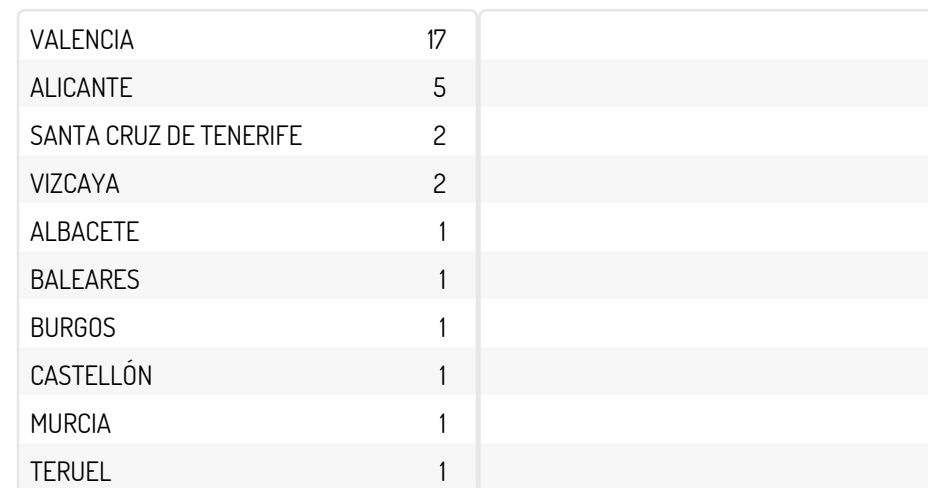 VALENCIA 17
ALICANTE 5
SANTA CRUZ DE TENERIFE 2
VIZCAYA 2
ALBACETE 1
BALEARES 1
BURGOS 1
CASTELLÓN 1
MURCIA 1
TERUEL 1